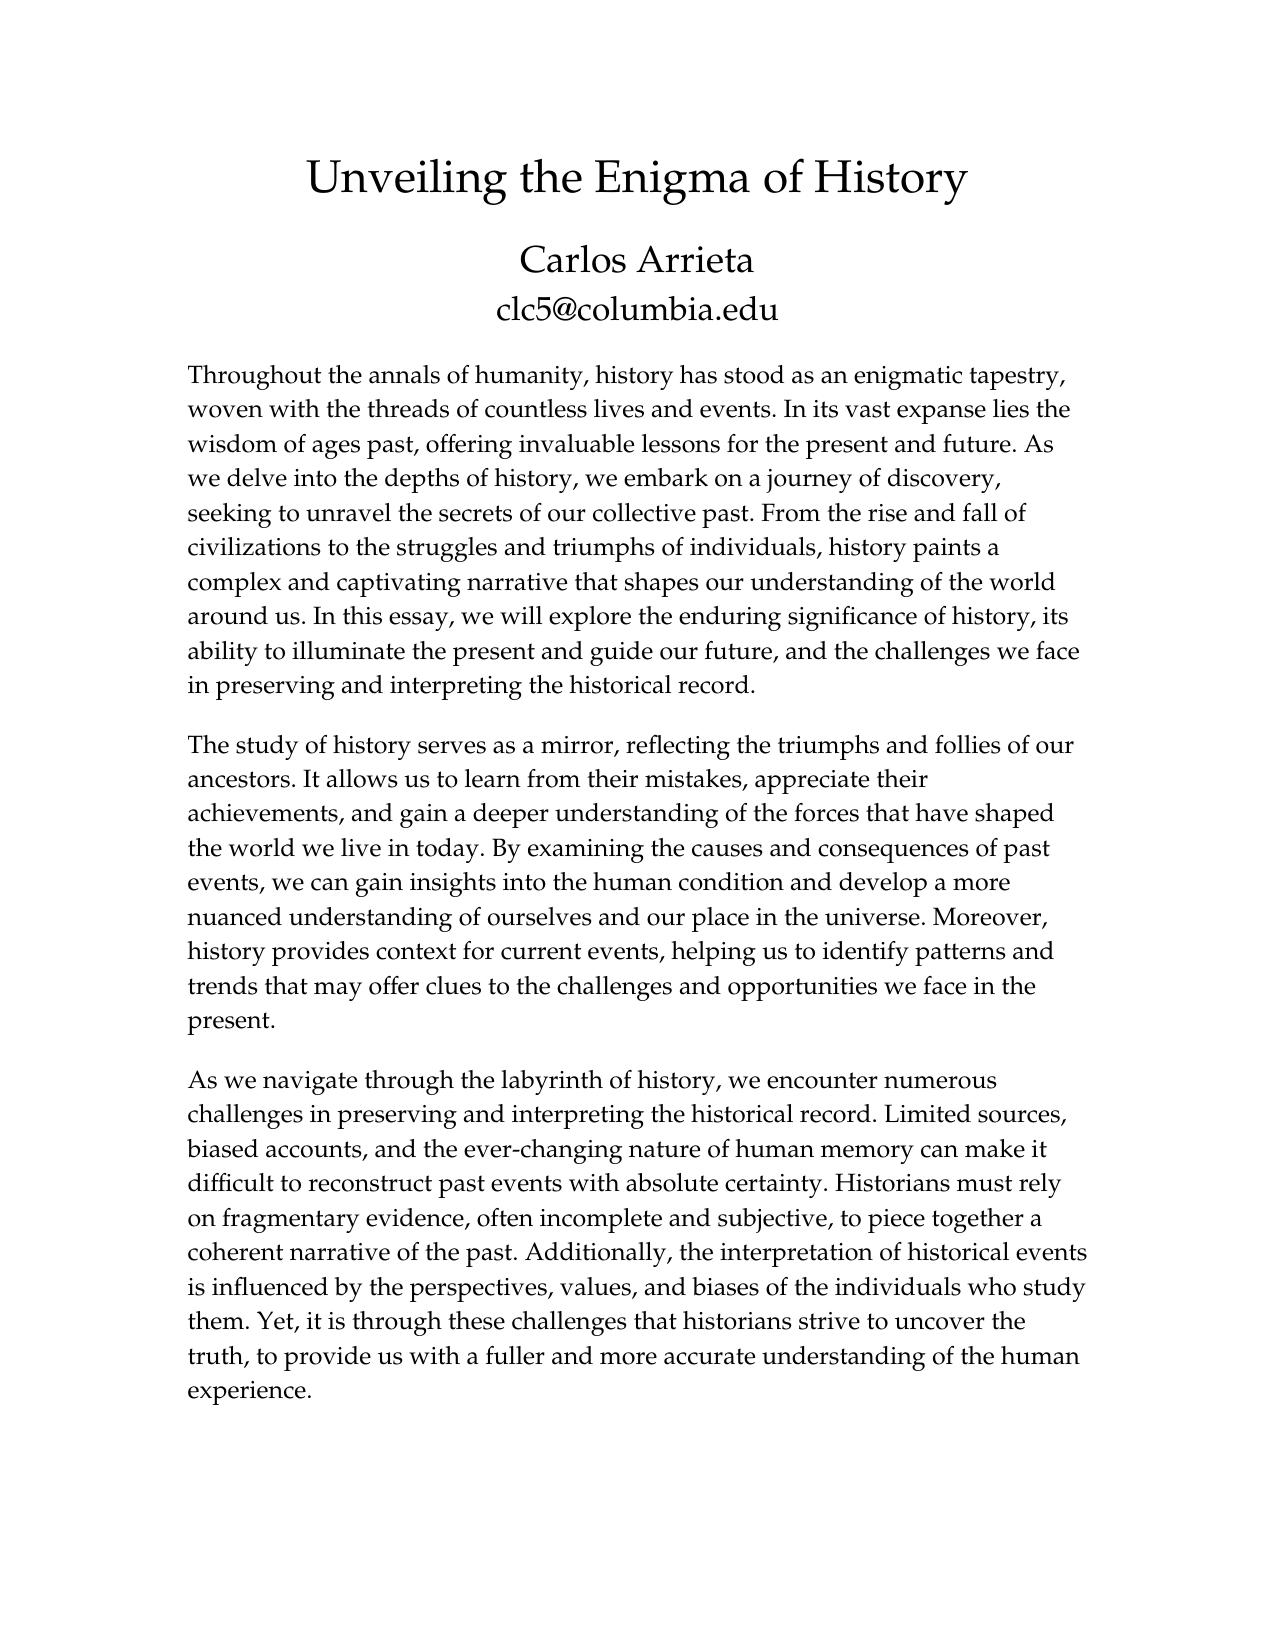 Unveiling the Enigma of History
Carlos Arrieta
clc5@columbia.edu
Throughout the annals of humanity, history has stood as an enigmatic tapestry,
woven with the threads of countless lives and events. In its vast expanse lies the
wisdom of ages past, offering invaluable lessons for the present and future. As
we delve into the depths of history, we embark on a journey of discovery,
seeking to unravel the secrets of our collective past. From the rise and fall of
civilizations to the struggles and triumphs of individuals, history paints a
complex and captivating narrative that shapes our understanding of the world
around us. In this essay, we will explore the enduring significance of history, its
ability to illuminate the present and guide our future, and the challenges we face
in preserving and interpreting the historical record.
The study of history serves as a mirror, reflecting the triumphs and follies of our
ancestors. It allows us to learn from their mistakes, appreciate their
achievements, and gain a deeper understanding of the forces that have shaped
the world we live in today. By examining the causes and consequences of past
events, we can gain insights into the human condition and develop a more
nuanced understanding of ourselves and our place in the universe. Moreover,
history provides context for current events, helping us to identify patterns and
trends that may offer clues to the challenges and opportunities we face in the
present.
As we navigate through the labyrinth of history, we encounter numerous
challenges in preserving and interpreting the historical record. Limited sources,
biased accounts, and the ever-changing nature of human memory can make it
difficult to reconstruct past events with absolute certainty. Historians must rely
on fragmentary evidence, often incomplete and subjective, to piece together a
coherent narrative of the past. Additionally, the interpretation of historical events
is influenced by the perspectives, values, and biases of the individuals who study
them. Yet, it is through these challenges that historians strive to uncover the
truth, to provide us with a fuller and more accurate understanding of the human
experience.